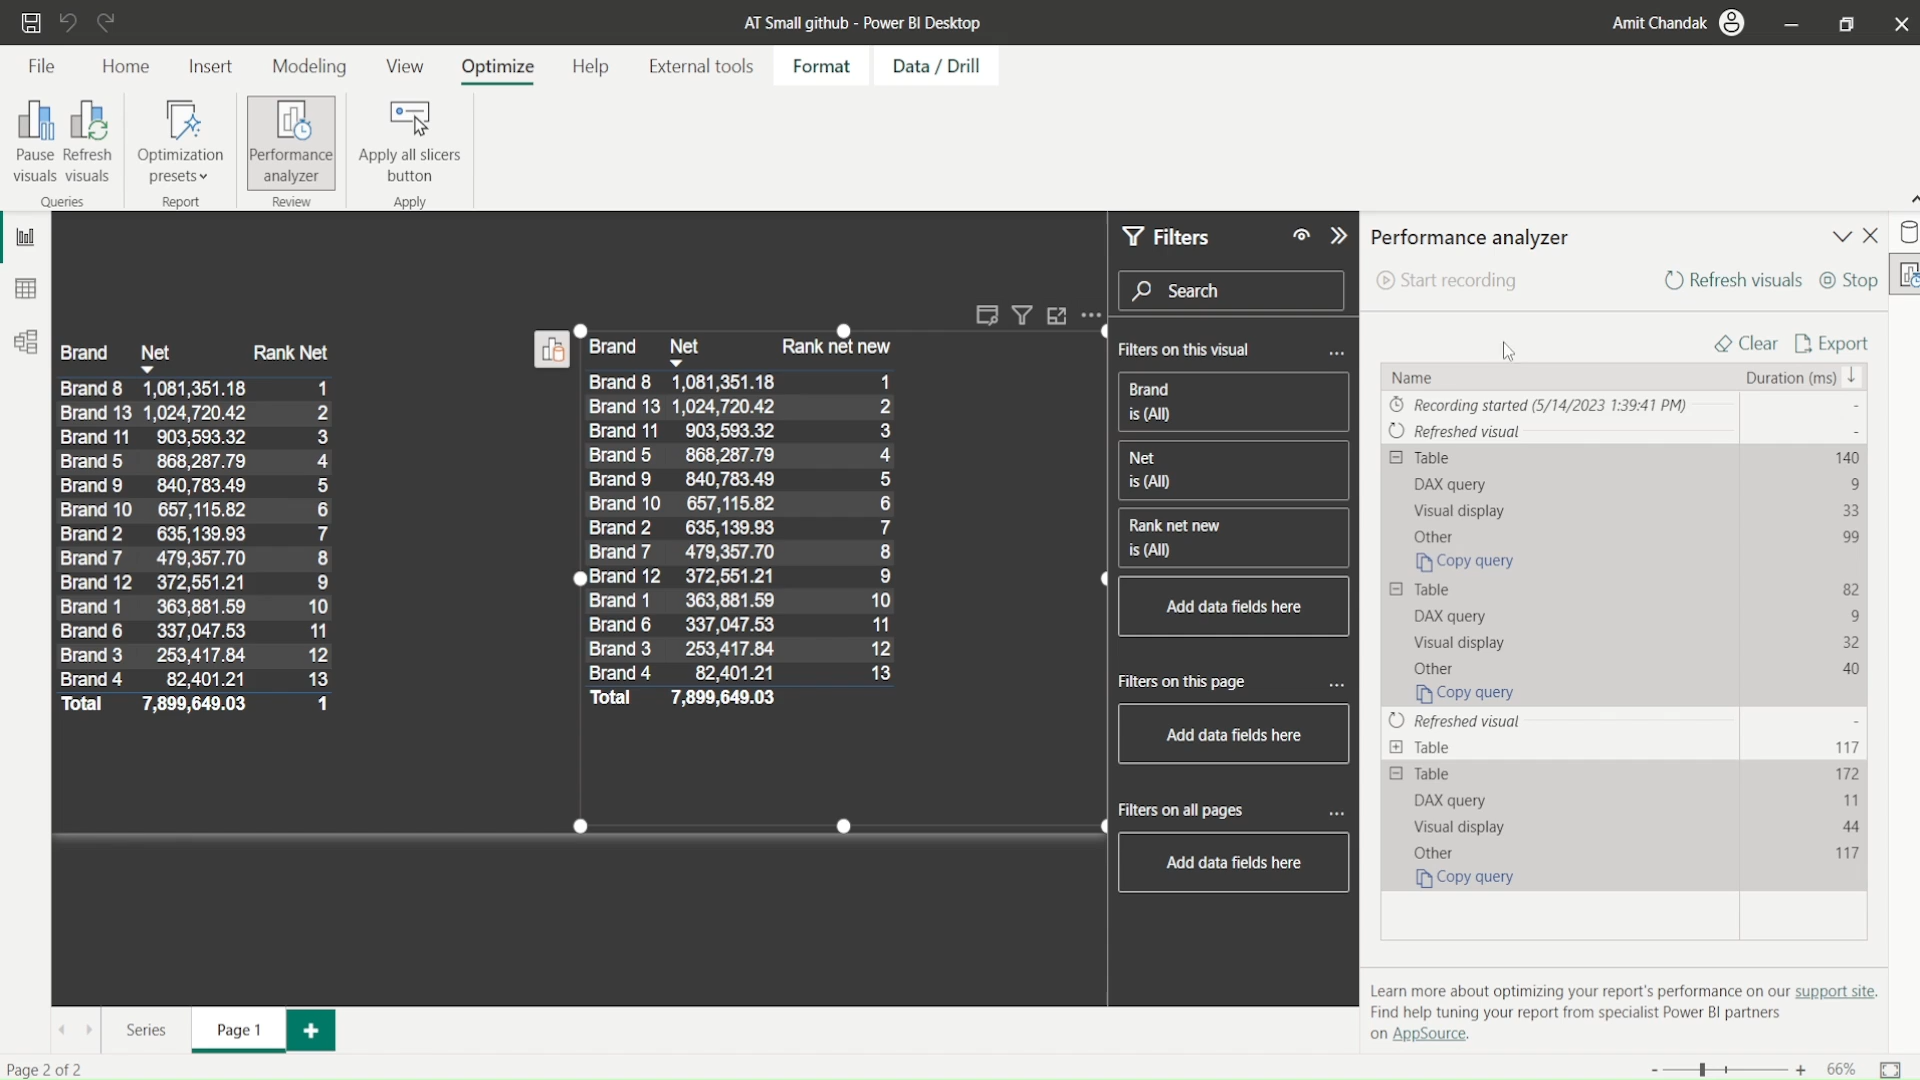 AT Small github - Power BI Desktop
Amit Chandak
File Home Insert Modeling View Optimize Help External tools Format Data / Drill
Pause visuals
Refresh visuals
Optimization presets
Performance analyzer
Apply all slicers button
Queries Report Review Apply
Brand Net Rank Net
Brand 8 1,081,351.18 1
Brand 13 1,024,720.42 2
Brand 11 903,593.32 3
Brand 5 868,287.79 4
Brand 9 840,783.49 5
Brand 10 657,115.82 6
Brand 2 635,139.93 7
Brand 7 479,357.70 8
Brand 12 372,551.21 9
Brand 1 363,881.59 10
Brand 6 337,047.53 11
Brand 3 253,417.84 12
Brand 4 82,401.21 13
Total 7,899,649.03 1
Brand Net Rank net new
Brand 8 1,081,351.18 1
Brand 13 1,024,720.42 2
Brand 11 903,593.32 3
Brand 5 868,287.79 4
Brand 9 840,783.49 5
Brand 10 657,115.82 6
Brand 2 635,139.93 7
Brand 7 479,357.70 8
Brand 12 372,551.21 9
Brand 1 363,881.59 10
Brand 6 337,047.53 11
Brand 3 253,417.84 12
Brand 4 82,401.21 13
Total 7,899,649.03
Filters
Search
Filters on this visual ...
Brand
is (All)
Net
is (All)
Rank net new
is (All)
Add data fields here
Filters on this page ...
Add data fields here
Filters on all pages ...
Add data fields here
Performance analyzer
Start recording Refresh visuals Stop
Clear Export
Name Duration (ms)
Recording started (5/14/2023 1:39:41 PM) -
Refreshed visual -
Table 140
DAX query 9
Visual display 33
Other 99
Copy query
Table 82
DAX query 9
Visual display 32
Other 40
Copy query
Refreshed visual -
Table 117
Table 172
DAX query 11
Visual display 44
Other 117
Copy query
Learn more about optimizing your report's performance on our support site.
Find help tuning your report from specialist Power BI partners
on AppSource.
Series Page 1
Page 2 of 2
- + 66%